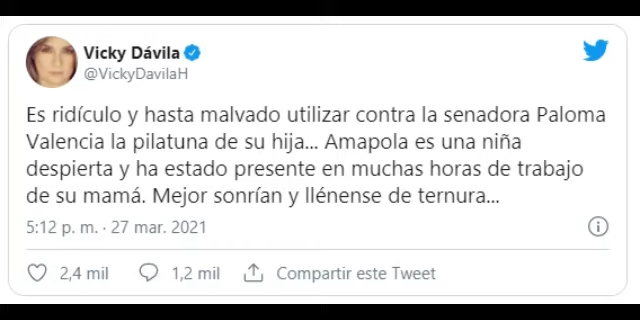 Vicky Dávila
@VickyDavilaH
Es ridículo y hasta malvado utilizar contra la senadora Paloma
Valencia la pilatuna de su hija... Amapola es una niña
despierta y ha estado presente en muchas horas de trabajo
de su mamá. Mejor sonrían y llénense de ternura...
5:12 p. m. · 27 mar. 2021
2,4 mil 1,2 mil Compartir este Tweet